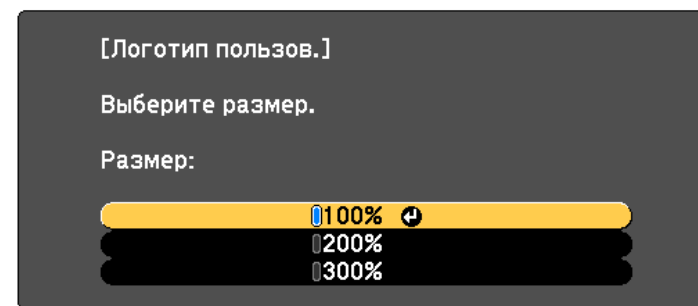 [Логотип пользов.]
Выберите размер.
Размер:
100%
200%
300%